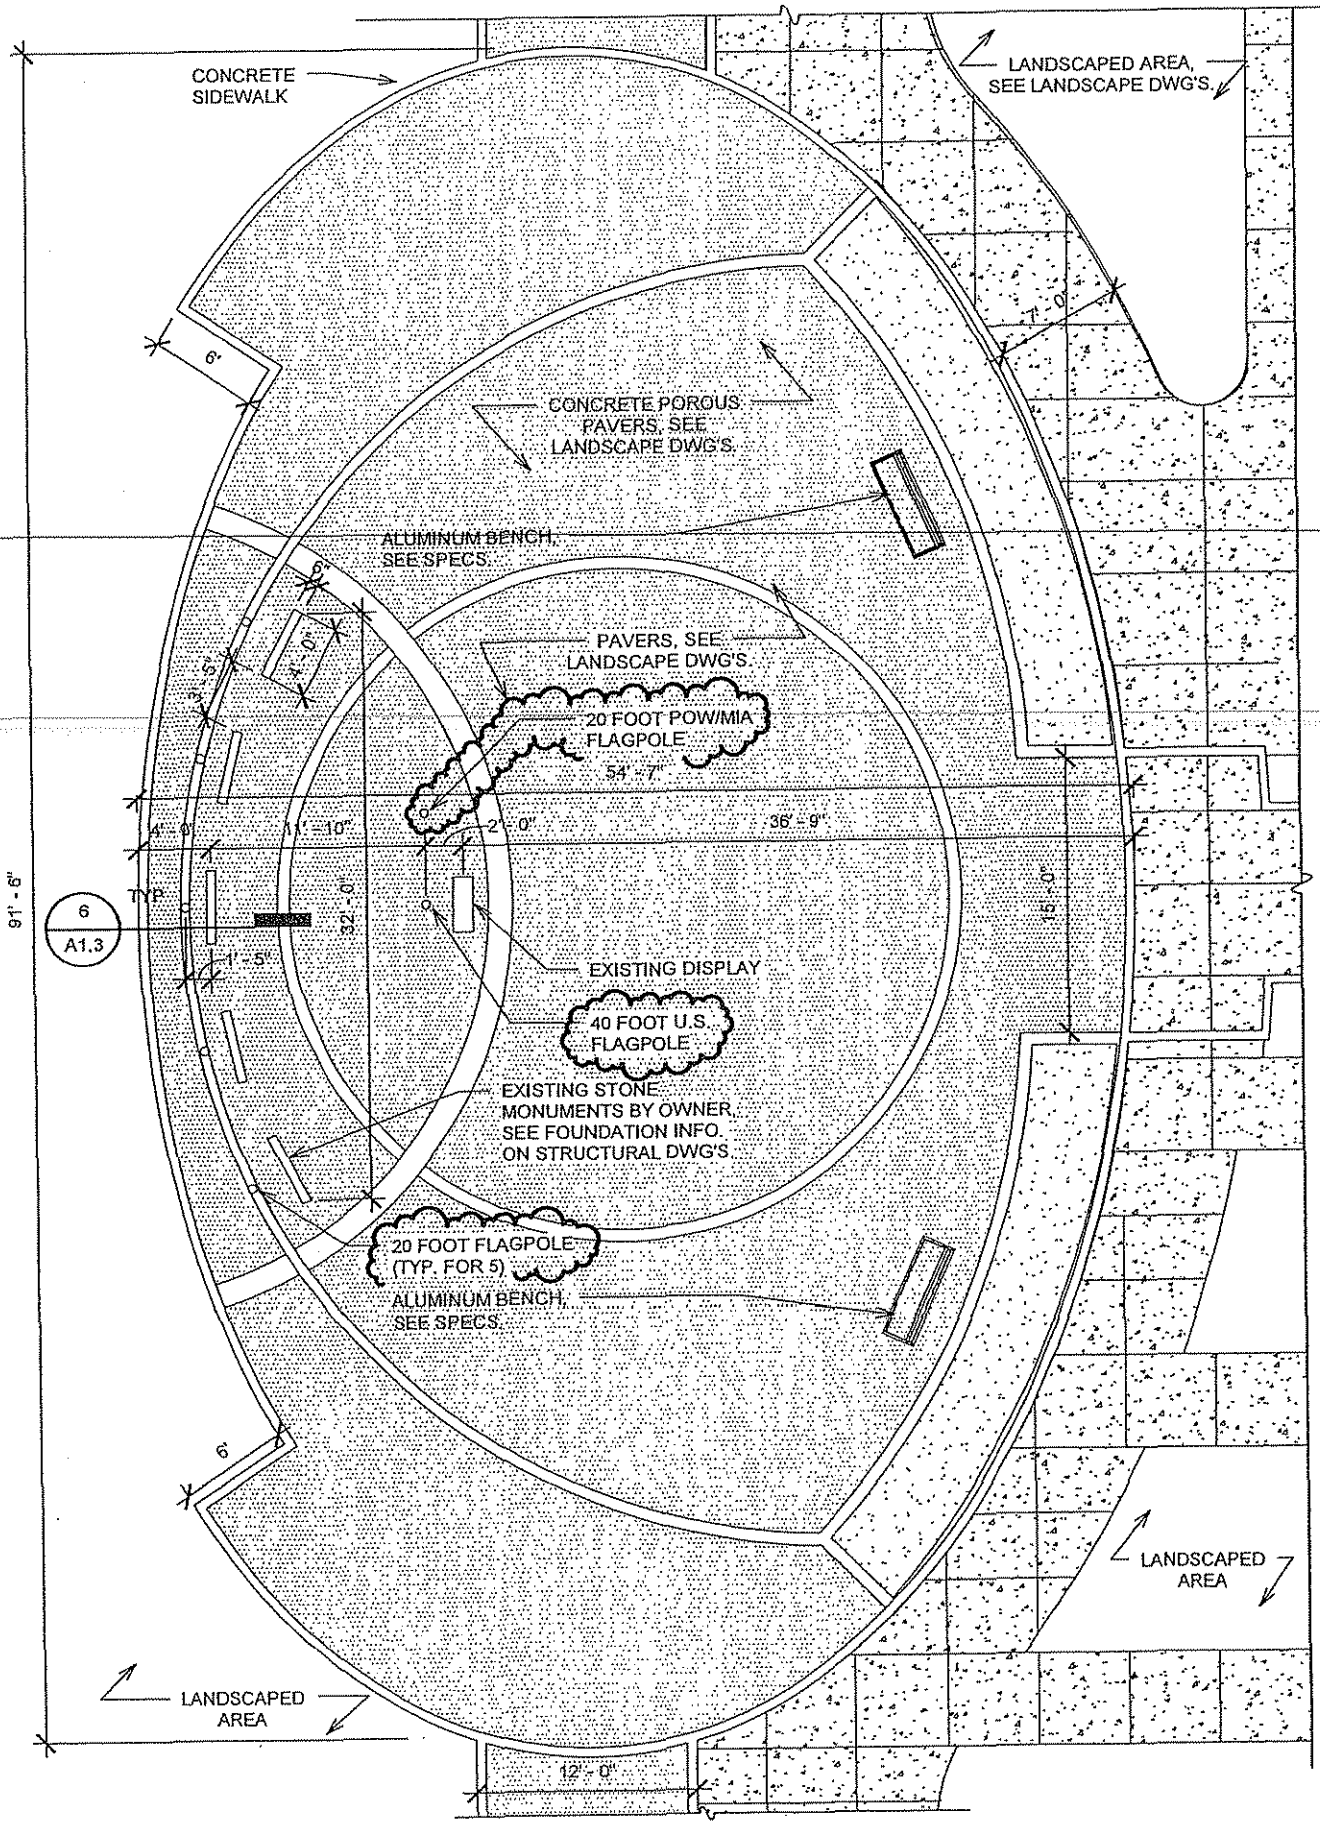 CONCRETE
SIDEWALK
LANDSCAPED AREA,
SEE LANDSCAPE DWG'S.
7' - 0"
6'
CONCRETE POROUS
PAVERS, SEE
LANDSCAPE DWG'S.
ALUMINUM BENCH,
SEE SPECS.
6"
4' - 0"
3' - 5"
PAVERS, SEE
LANDSCAPE DWG'S.
20 FOOT POW/MIA
FLAGPOLE
54' - 7"
4' - 0"
11' - 10"
2' - 0"
36' - 9"
TYP
32' - 0"
15' - 0"
91' - 6"
6
A1.3
1' - 5"
EXISTING DISPLAY
40 FOOT U.S.
FLAGPOLE
EXISTING STONE
MONUMENTS BY OWNER,
SEE FOUNDATION INFO.
ON STRUCTURAL DWG'S.
20 FOOT FLAGPOLE
(TYP. FOR 5)
ALUMINUM BENCH,
SEE SPECS.
6'
LANDSCAPED
AREA
LANDSCAPED
AREA
12' - 0"